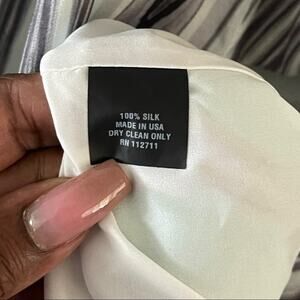 100% SILK
MADE IN USA
DRY CLEAN ONLY
RN 112711